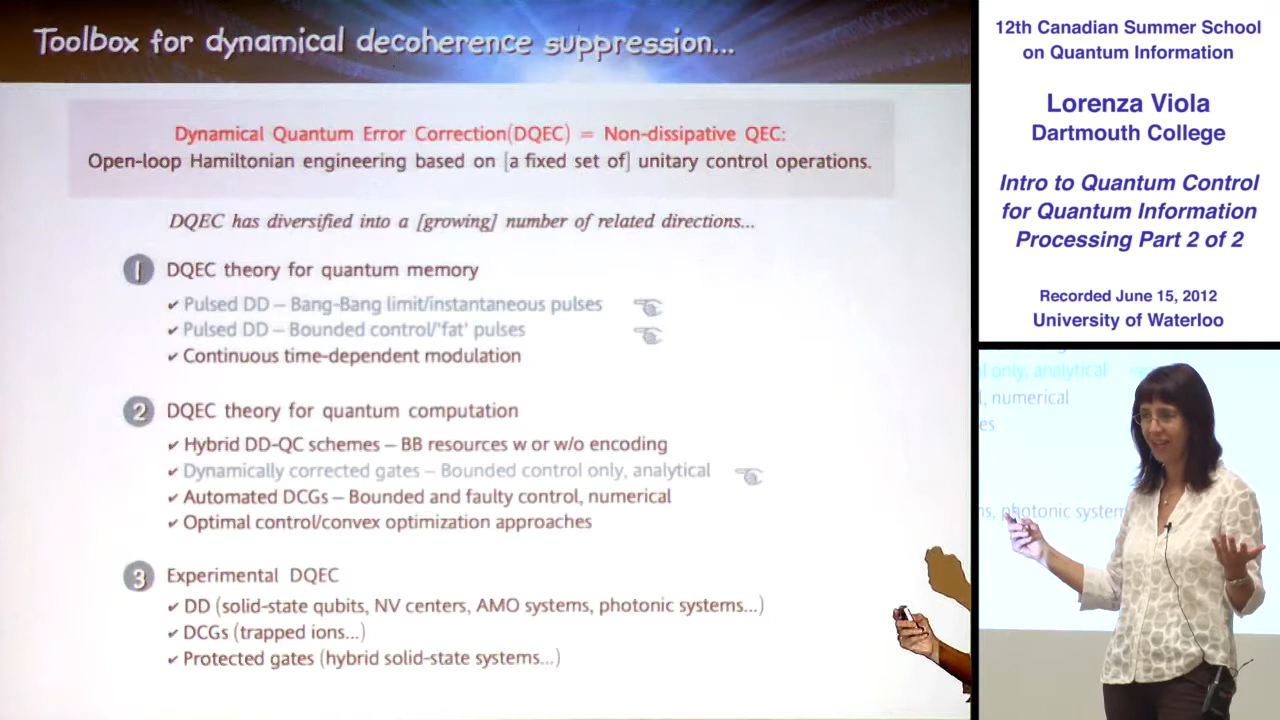 Toolbox for dynamical decoherence suppression...
Dynamical Quantum Error Correction(DQEC) = Non-dissipative QEC:
Open-loop Hamiltonian engineering based on [a fixed set of] unitary control operations.
DQEC has diversified into a [growing] number of related directions...
1 DQEC theory for quantum memory
✔ Pulsed DD – Bang-Bang limit/instantaneous pulses
✔ Pulsed DD – Bounded control/'fat' pulses
✔ Continuous time-dependent modulation
2 DQEC theory for quantum computation
✔ Hybrid DD-QC schemes – BB resources w or w/o encoding
✔ Dynamically corrected gates – Bounded control only, analytical
✔ Automated DCGs – Bounded and faulty control, numerical
✔ Optimal control/convex optimization approaches
3 Experimental DQEC
✔ DD (solid-state qubits, NV centers, AMO systems, photonic systems...)
✔ DCGs (trapped ions...)
✔ Protected gates (hybrid solid-state systems...)
12th Canadian Summer School
on Quantum Information
Lorenza Viola
Dartmouth College
Intro to Quantum Control
for Quantum Information
Processing Part 2 of 2
Recorded June 15, 2012
University of Waterloo
only, analytical
, numerical
es
s, photonic system